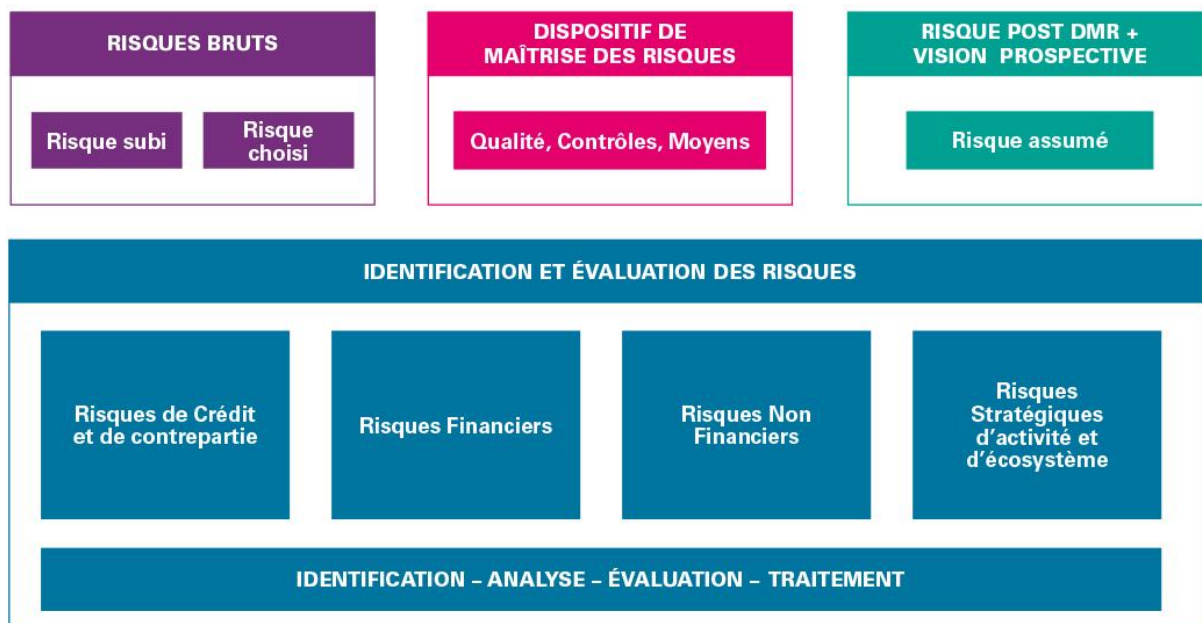 RISQUES BRUTS
Risque subi
Risque
choisi
DISPOSITIF DE
MAÎTRISE DES RISQUES
Qualité, Contrôles, Moyens
RISQUE POST DMR +
VISION PROSPECTIVE
Risque assumé
IDENTIFICATION ET ÉVALUATION DES RISQUES
Risques de Crédit
et de contrepartie
Risques Financiers
Risques Non
Financiers
Risques
Stratégiques
d’activité et
d’écosystème
IDENTIFICATION – ANALYSE – ÉVALUATION – TRAITEMENT